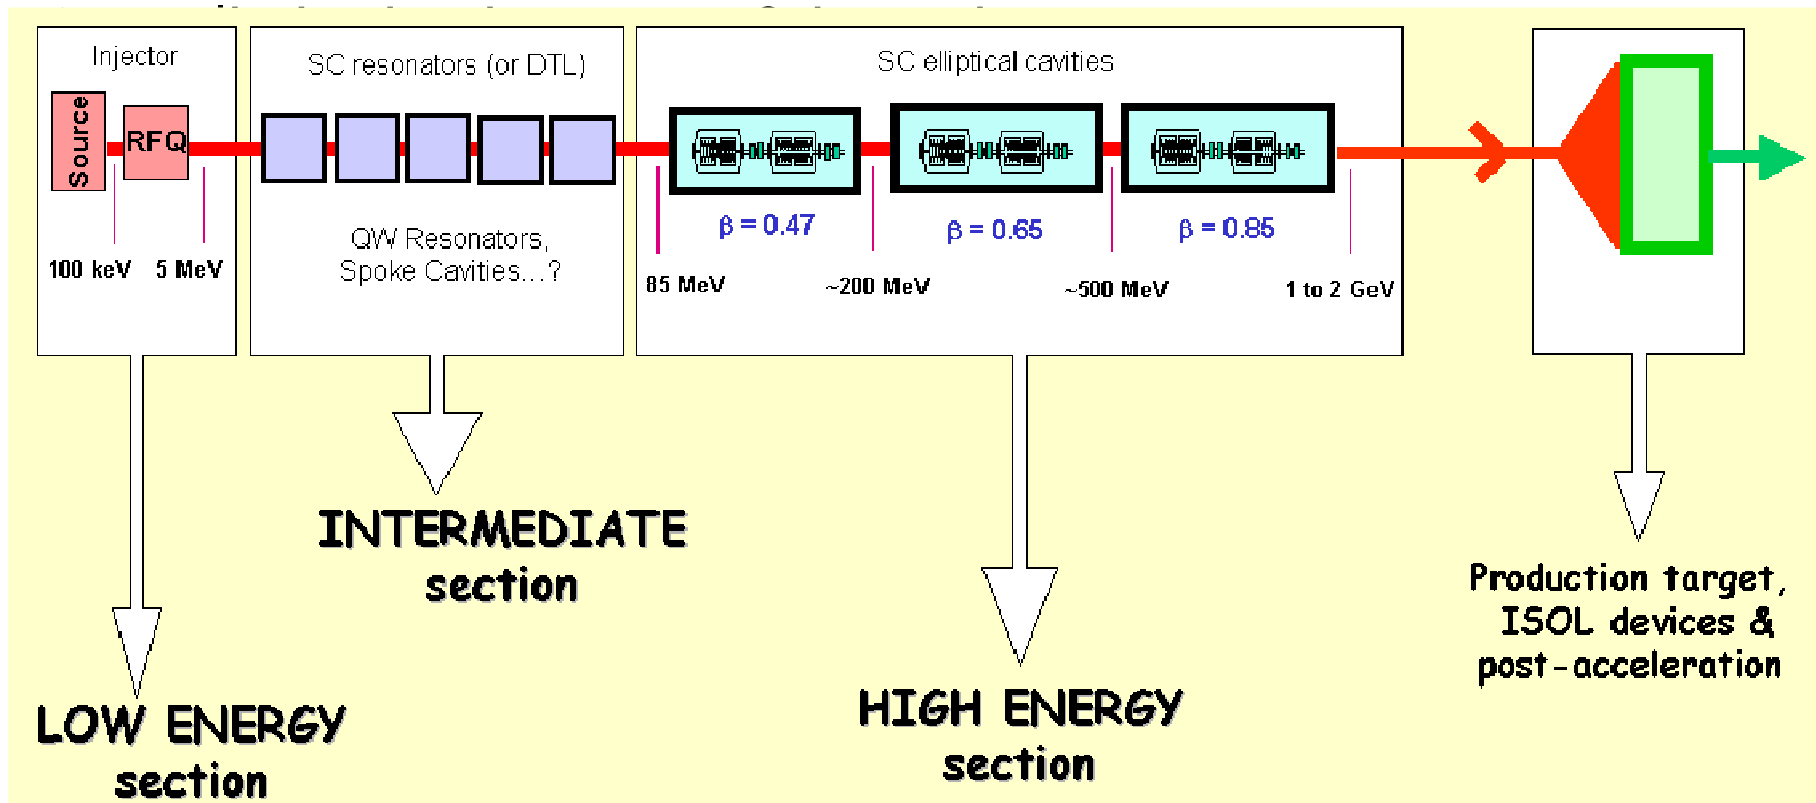 Injector
Source
RFQ
100 keV
5 MeV
SC resonators (or DTL)
QW Resonators,
Spoke Cavities...?
SC elliptical cavities
β = 0.47
β = 0.65
β = 0.85
85 MeV
~200 MeV
~500 MeV
1 to 2 GeV
INTERMEDIATE
section
LOW ENERGY
section
HIGH ENERGY
section
Production target,
ISOL devices &
post-acceleration